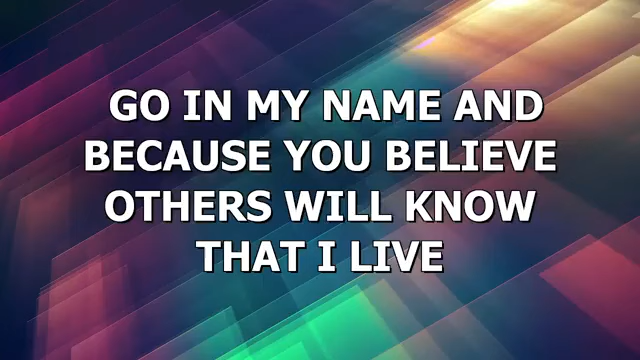 GO IN MY NAME AND
BECAUSE YOU BELIEVE
OTHERS WILL KNOW
THAT I LIVE